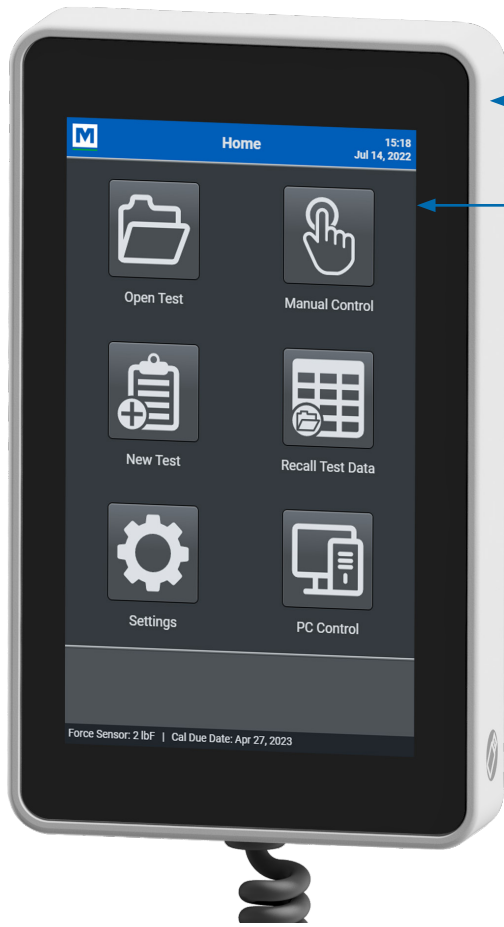 M
Home
15:18
Jul 14, 2022
Open Test
Manual Control
New Test
Recall Test Data
Settings
PC Control
Force Sensor: 2 lbF | Cal Due Date: Apr 27, 2023